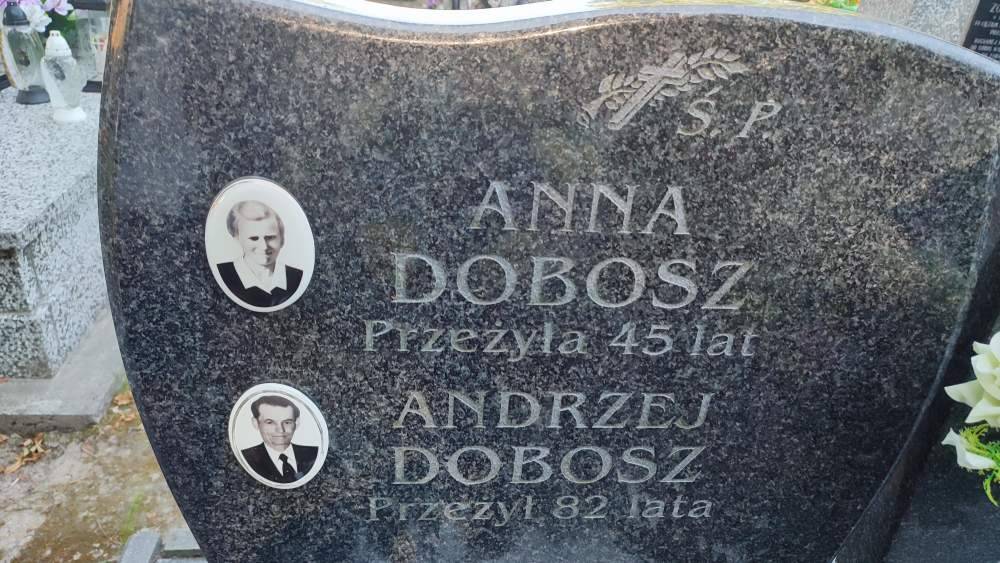 Ś. P.
ANNA
DOBOSZ
Przeżyła 45 lat
ANDRZEJ
DOBOSZ
Przeżył 82 lata